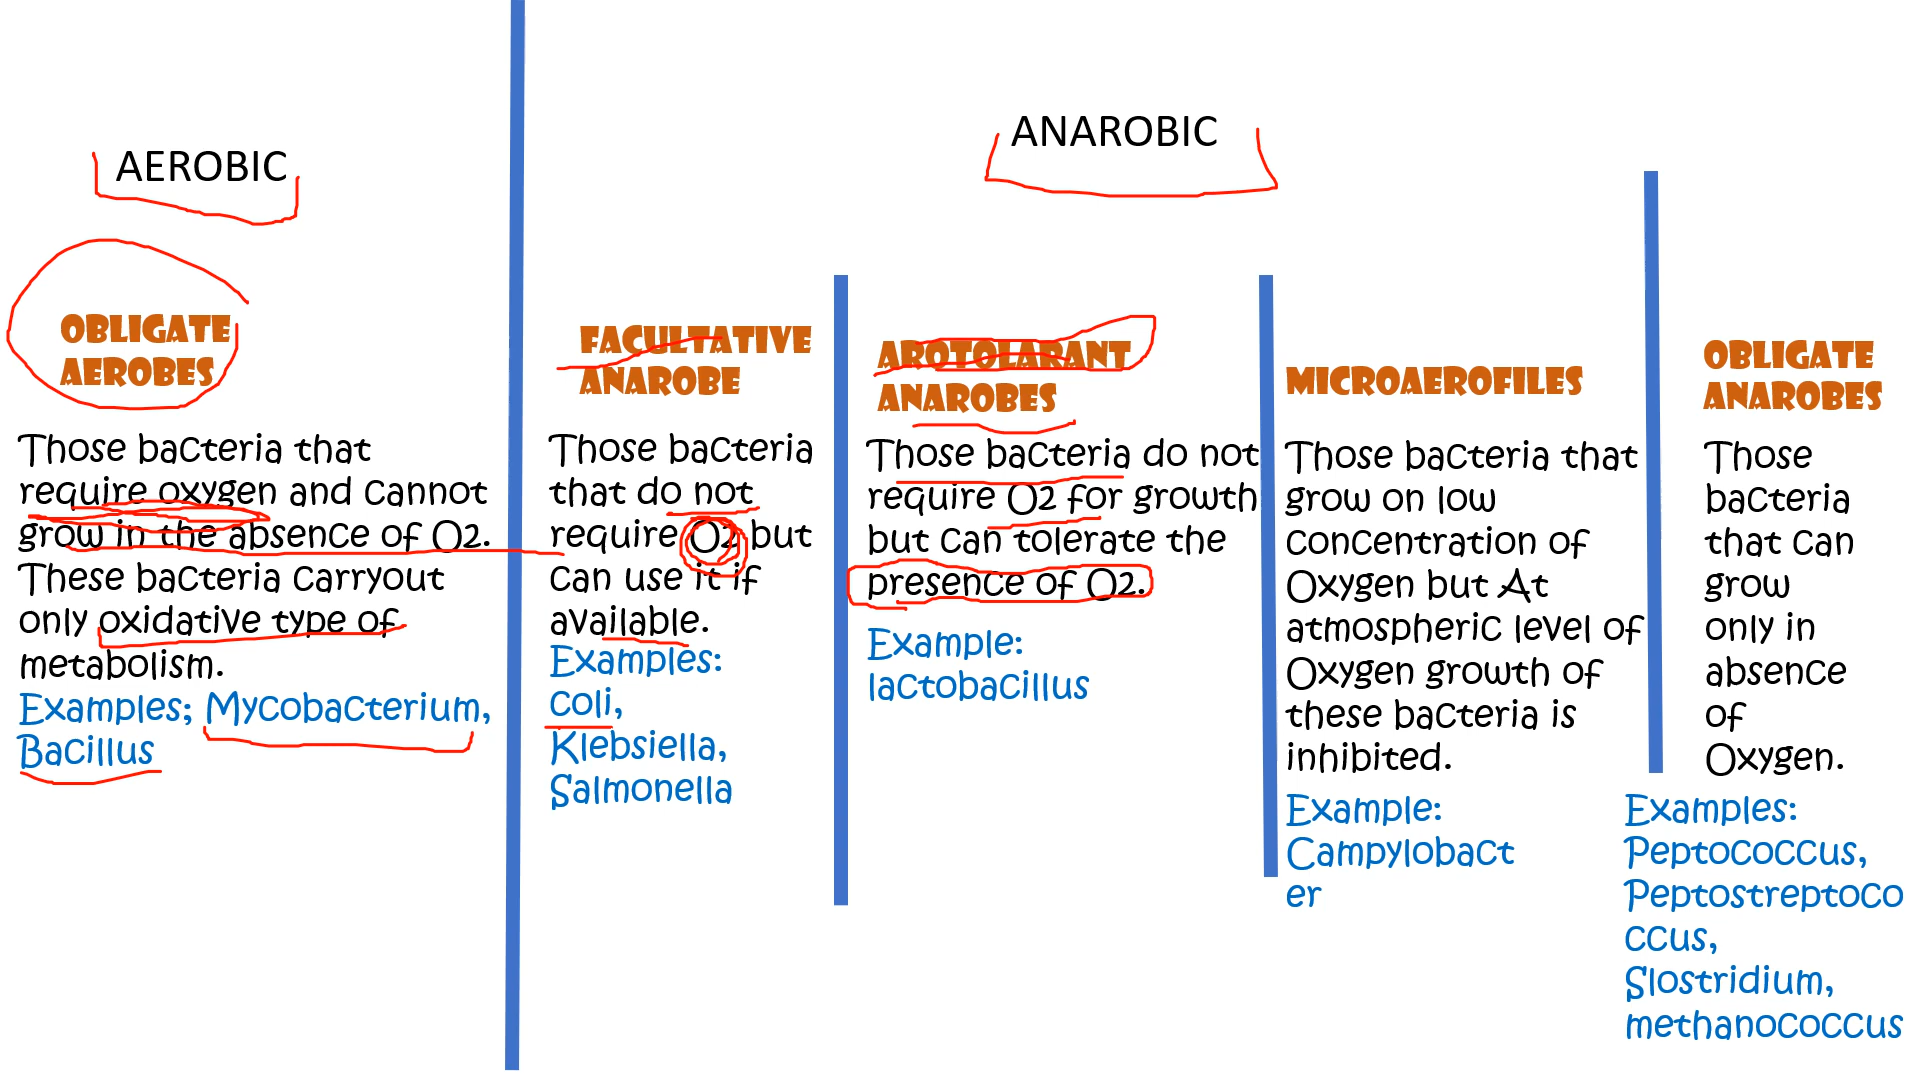 AEROBIC
ANAROBIC
OBLIGATE
AEROBES
Those bacteria that
require oxygen and cannot
grow in the absence of O2.
These bacteria carryout
only oxidative type of
metabolism.
Examples; Mycobacterium,
Bacillus
FACULTATIVE
ANAROBE
Those bacteria
that do not
require O2 but
can use it if
available.
Examples:
coli,
Klebsiella,
Salmonella
AROTOLARANT
ANAROBES
Those bacteria do not
require O2 for growth
but can tolerate the
presence of O2.
Example:
lactobacillus
MICROAEROFILES
Those bacteria that
grow on low
concentration of
Oxygen but At
atmospheric level of
Oxygen growth of
these bacteria is
inhibited.
Example:
Campylobact
er
OBLIGATE
ANAROBES
Those
bacteria
that can
grow
only in
absence
of
Oxygen.
Examples:
Peptococcus,
Peptostreptoco
ccus,
Slostridium,
methanococcus